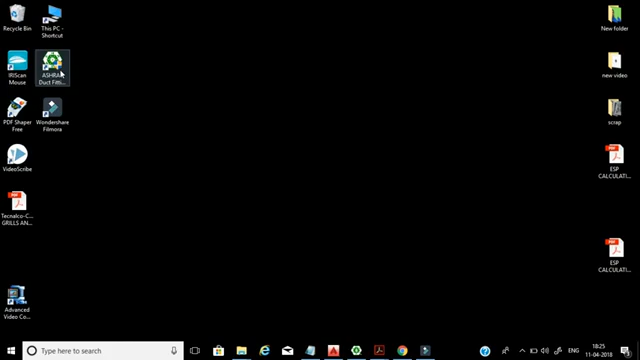 Recycle Bin
This PC -
Shortcut
New folder
IRIScan
Mouse
ASHRAE
Duct Fitti...
new video
PDF Shaper
Free
Wondershare
Filmora
scrap
VideoScribe
ESP
CALCULATI...
Tecnalco-C...
GRILLS AN...
ESP
CALCULATI...
Advanced
Video Co...
Type here to search
ENG
18:25
11-04-2018